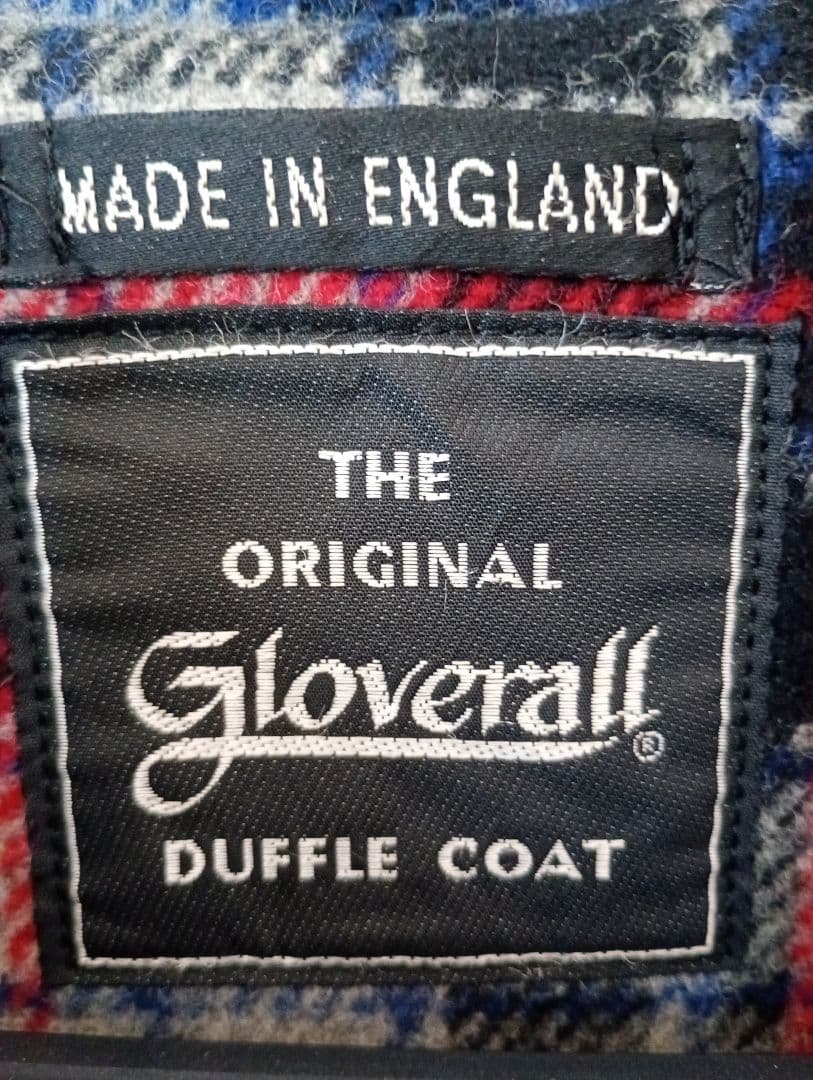 MADE IN ENGLAND
THE
ORIGINAL
Gloverall®
DUFFLE COAT